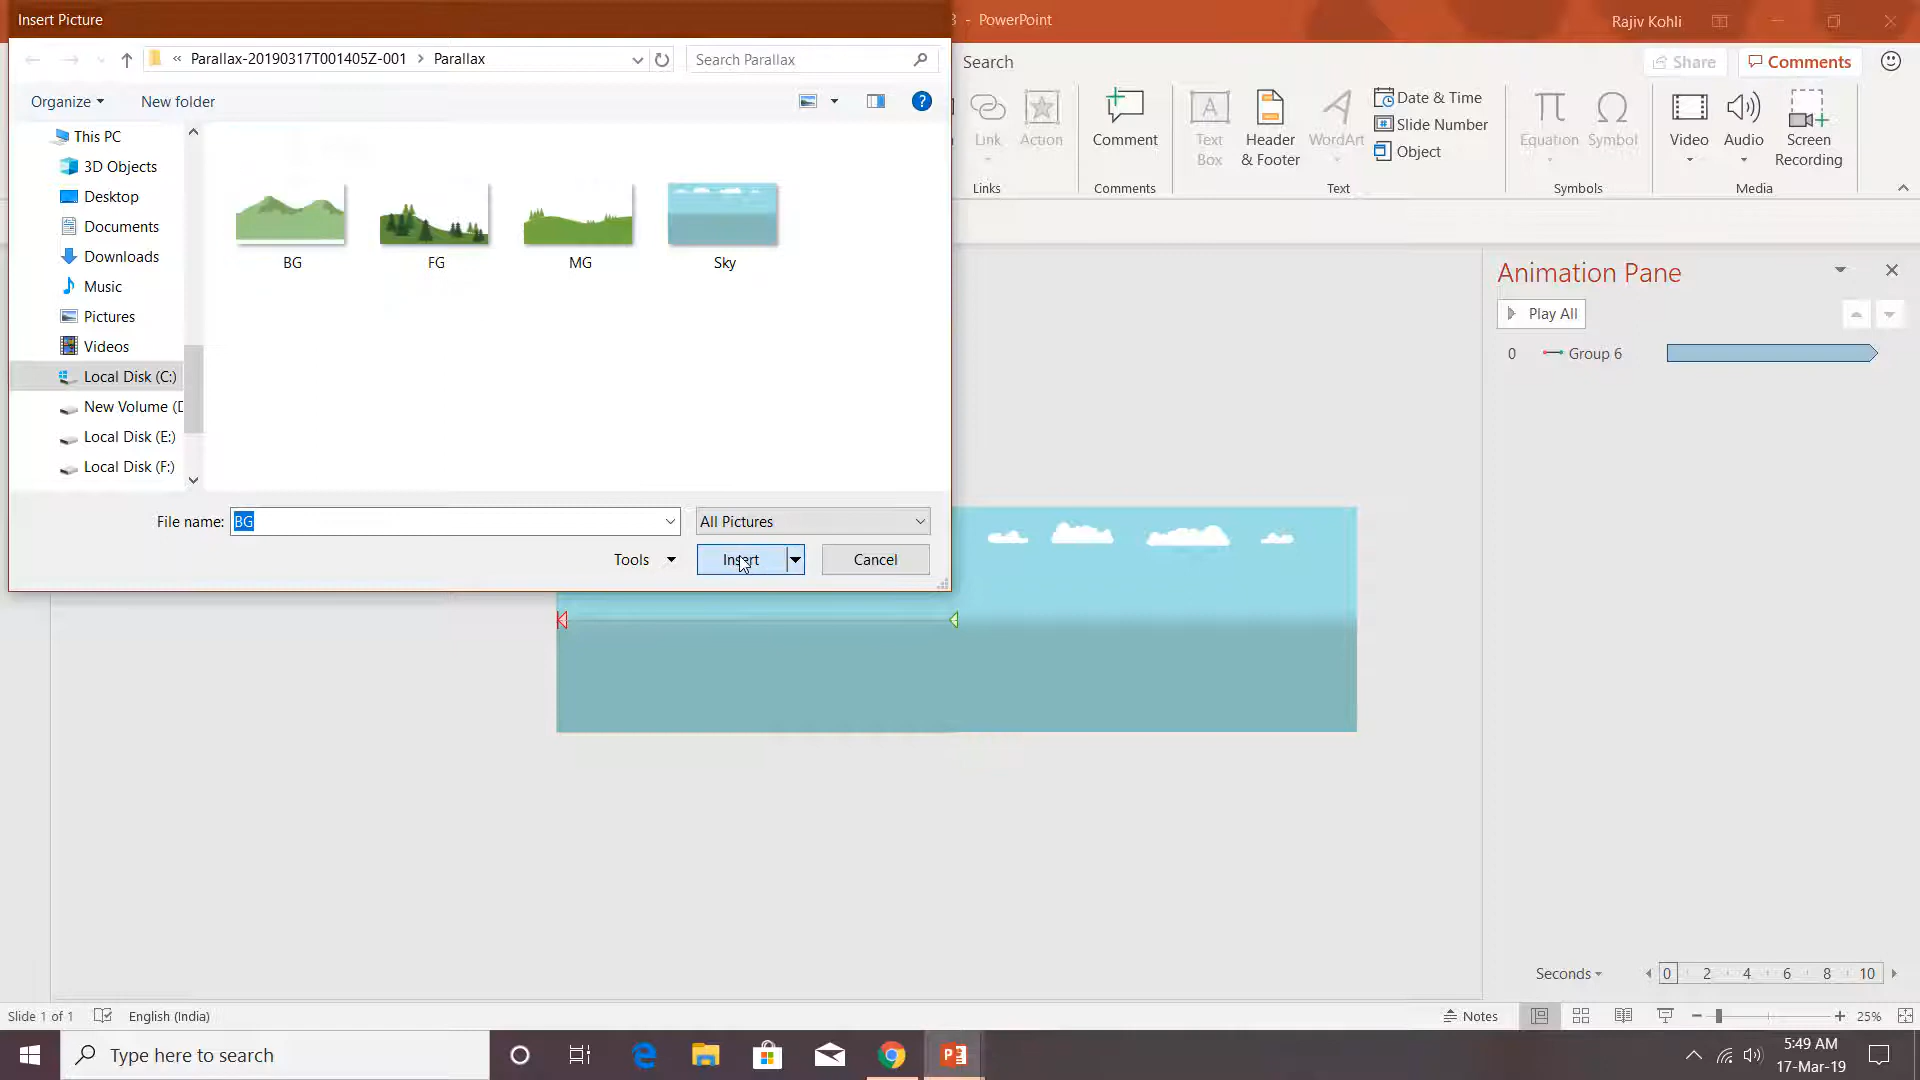 Insert Picture
3 - PowerPoint
Rajiv Kohli
« Parallax-20190317T001405Z-001 > Parallax
Search Parallax
Search
Share
Comments
Organize
New folder
Link
Action
Comment
Text
Box
Header
& Footer
WordArt
Date & Time
Slide Number
Object
Equation
Symbol
Video
Audio
Screen
Recording
Links
Comments
Text
Symbols
Media
This PC
3D Objects
Desktop
Documents
Downloads
Music
Pictures
Videos
Local Disk (C:)
New Volume (D
Local Disk (E:)
Local Disk (F:)
BG
FG
MG
Sky
File name:
BG
All Pictures
Tools
Insert
Cancel
Animation Pane
Play All
0
Group 6
Seconds
0
2
4
6
8
10
Slide 1 of 1
English (India)
Notes
25%
Type here to search
5:49 AM
17-Mar-19